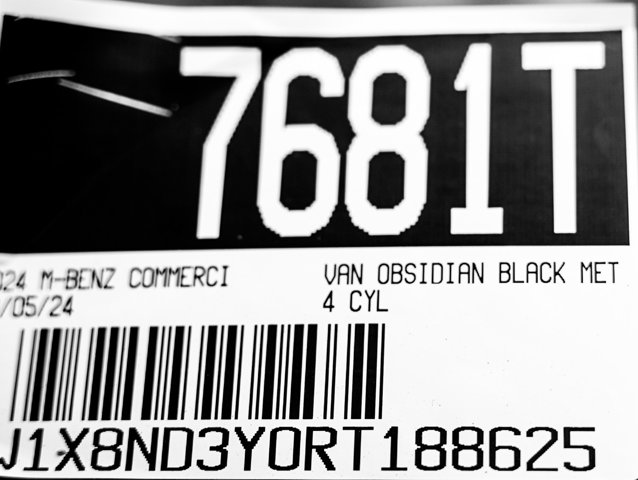 7681T
024 M-BENZ COMMERCI VAN OBSIDIAN BLACK MET
/05/24 4 CYL
J1X8ND3Y0RT188625